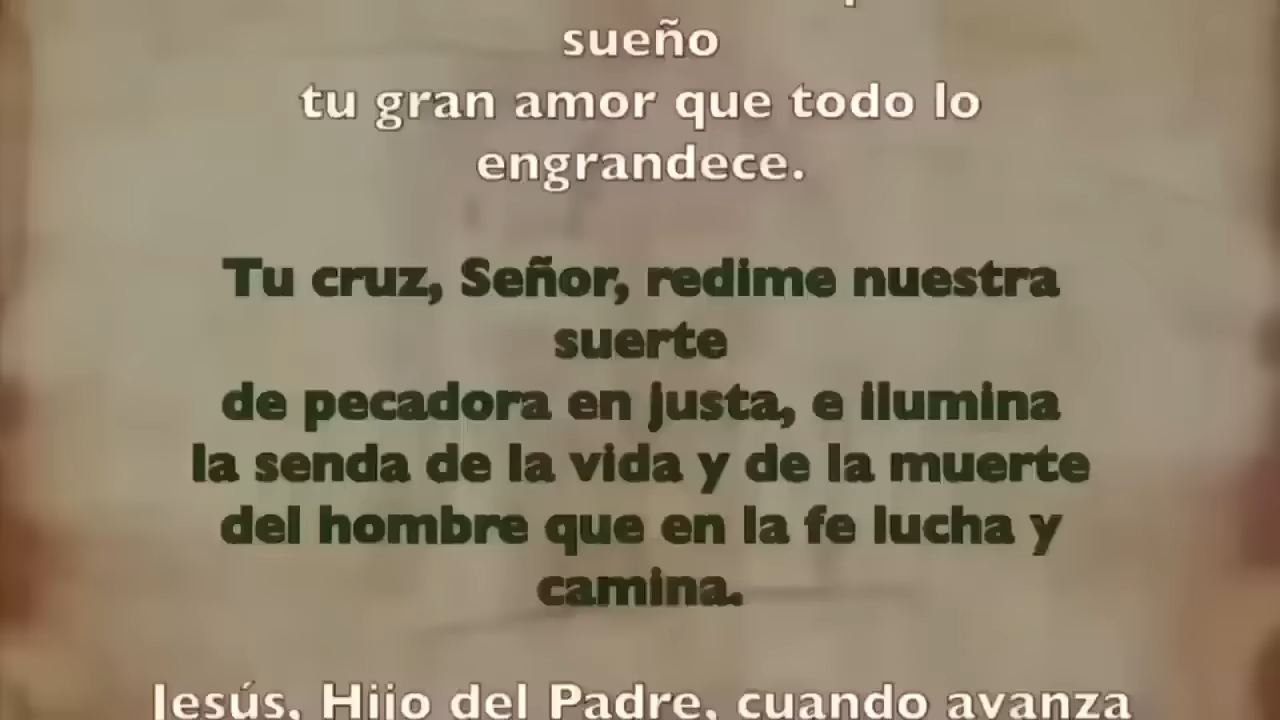 sueño
tu gran amor que todo lo
engrandece.
Tu cruz, Señor, redime nuestra
suerte
de pecadora en justa, e ilumina
la senda de la vida y de la muerte
del hombre que en la fe lucha y
camina.
Jesús, Hijo del Padre, cuando avanza